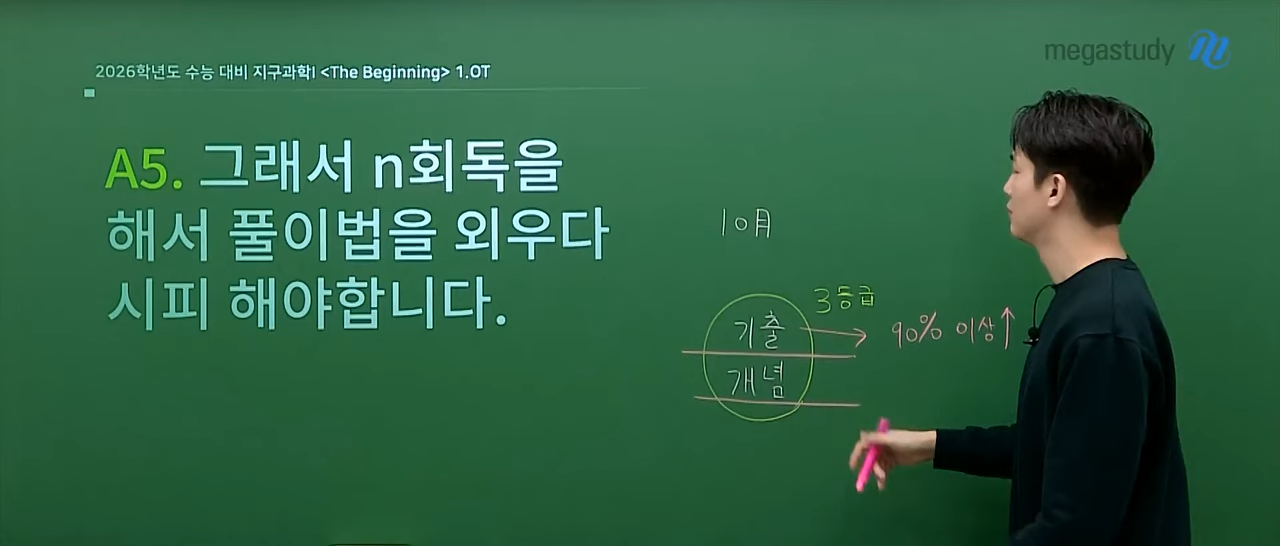 megastudy
2026학년도 수능 대비 지구과학I <The Beginning> 1.OT
A5. 그래서 n회독을
해서 풀이법을 외우다
시피 해야합니다.
10月
3등급
기출 → 90% 이상↑
개념